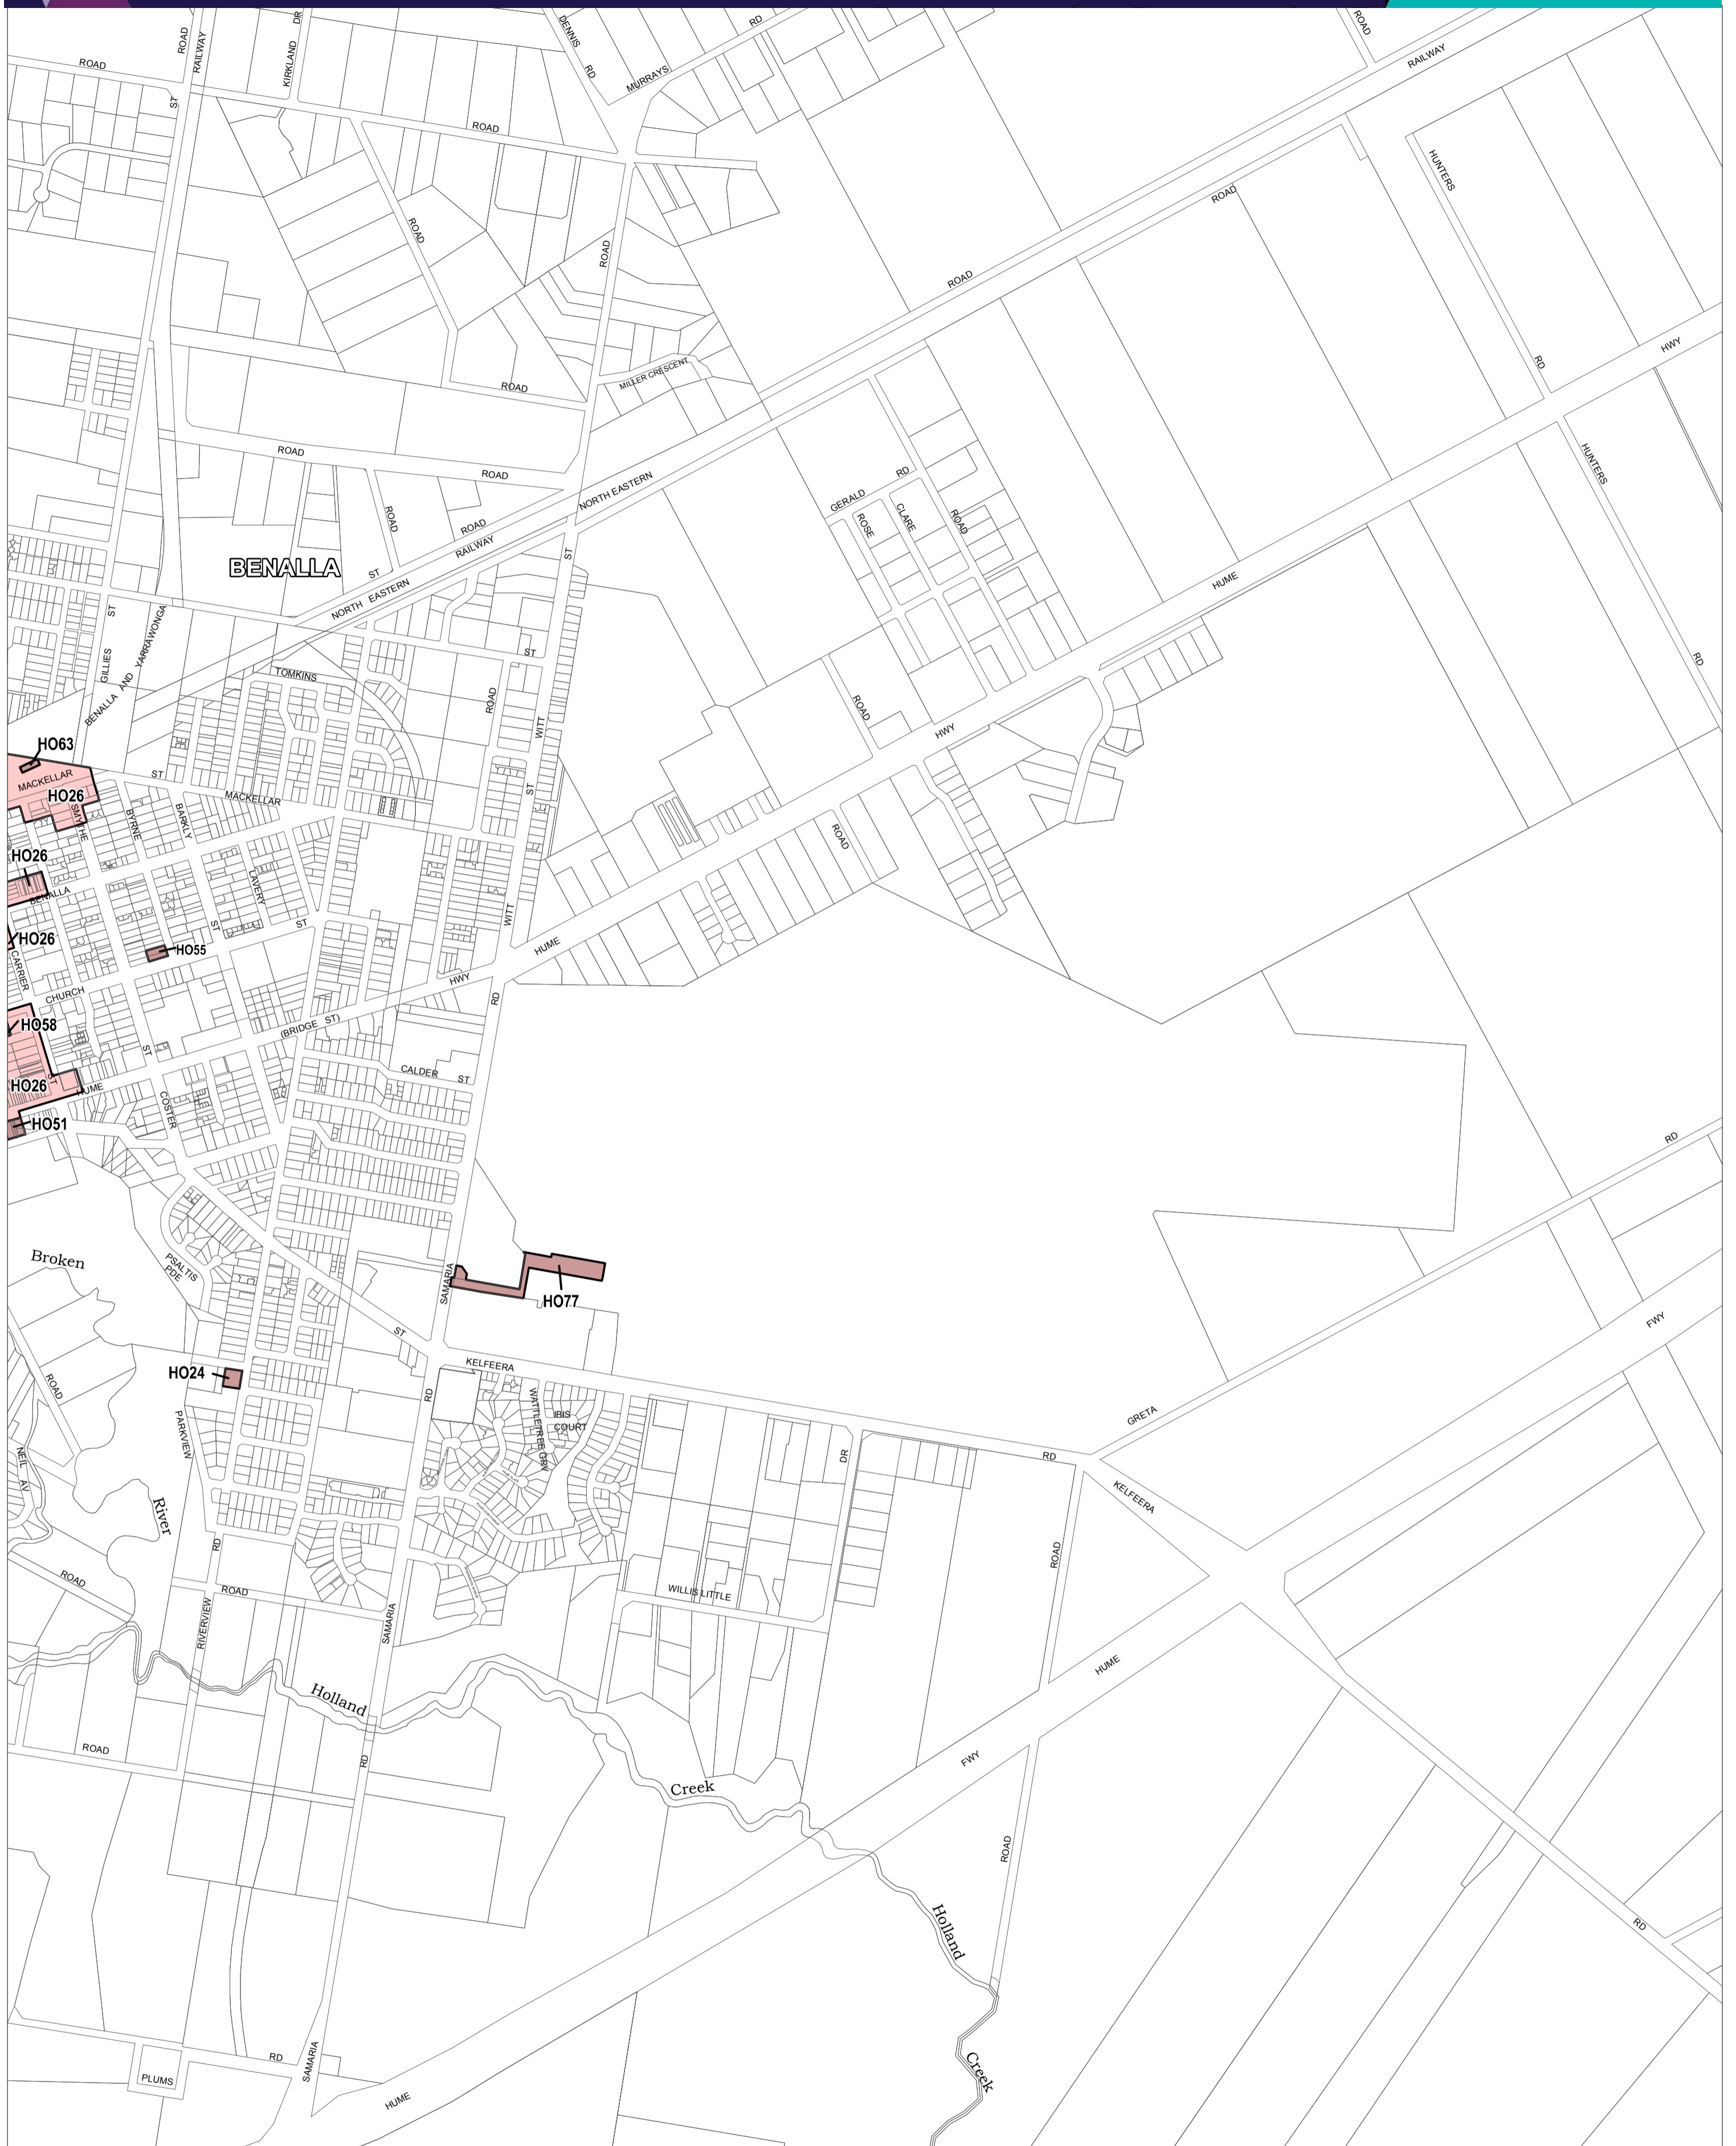 ROAD
RAILWAY
KIRKLAND DR
ROAD
ST
DENNIS RD
MURRAYS RD
ROAD
RAILWAY
ROAD
ROAD
ROAD
ROAD
ROAD
HUNTERS RD
HWY
MILLER CRESCENT
ROAD
ROAD
ROAD
ROAD
ROAD
NORTH EASTERN
RAILWAY
HUNTERS RD
GERALD RD
ROSE
CLARE
ROAD
BENALLA
ST
NORTH EASTERN
ST
HUME
GILLIES ST
BENALLA AND YARRAWONGA
TOMKINS
ST
ROAD
WITT ST
ROAD
HWY
HO63
MACKELLAR ST
HO26
MACKELLAR
SMYTHE
BYRNE
BARKLY ST
ROAD
HO26
BENALLA
LAVERY
ST
WITT
HUME
HO26
CARRIER ST
HO55
HWY
RD
CHURCH
HO58
(BRIDGE ST)
ST
CALDER ST
HO26
HUME
COSTER
HO51
RD
Broken
PSALTIS PDE
SAMARIA
HO77
FWY
ST
KELFEERA
HO24
ROAD
RD
WATTLETREE GRV
IBIS COURT
PARKVIEW
GRETA
NEIL AV
DR
RD
KELFEERA
River
RD
ROAD
ROAD
ROAD
WILLIS LITTLE
RIVERVIEW
SAMARIA
HUME
Holland
ROAD
RD
FWY
Creek
ROAD
Holland
RD
Creek
RD
SAMARIA
PLUMS
HUME